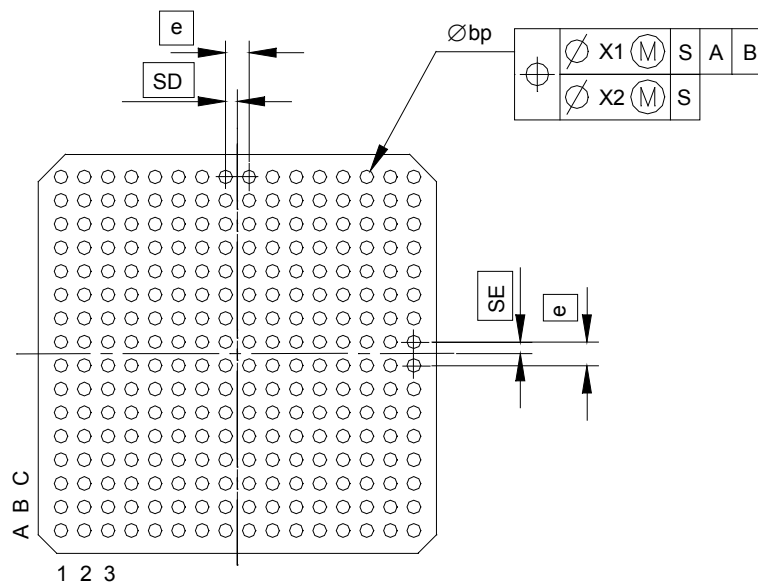 e
SD
∅bp
⌖ ∅ X1 Ⓜ S A B
∅ X2 Ⓜ S
SE
e
A B C
1 2 3